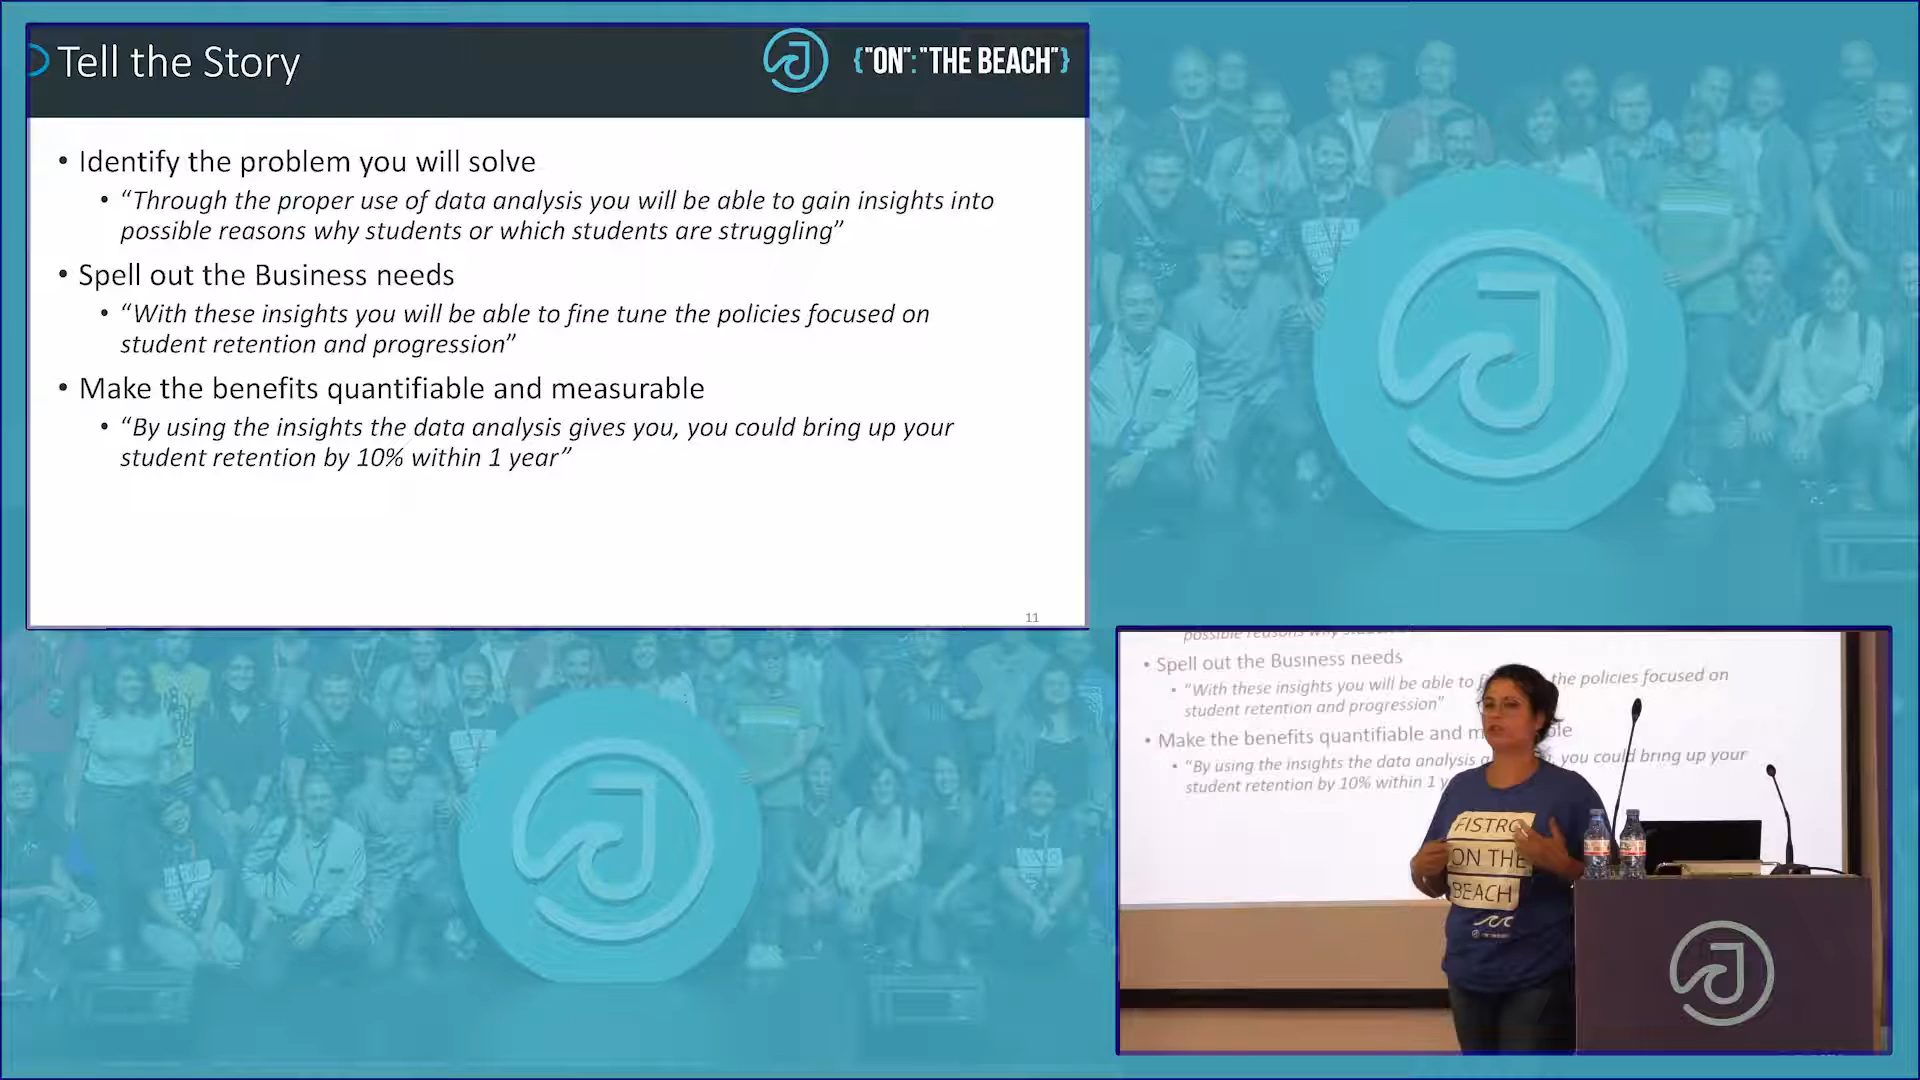 Tell the Story
{"ON":"THE BEACH"}
• Identify the problem you will solve
• “Through the proper use of data analysis you will be able to gain insights into
possible reasons why students or which students are struggling”
• Spell out the Business needs
• “With these insights you will be able to fine tune the policies focused on
student retention and progression”
• Make the benefits quantifiable and measurable
• “By using the insights the data analysis gives you, you could bring up your
student retention by 10% within 1 year”
11
possible reasons why
• Spell out the Business needs
• “With these insights you will be able to the policies focused on
student retention and progression”
• Make the benefits quantifiable and
• “By using the insights the data analysis you could bring up your
student retention by 10% within 1
FISTRO
ON THE
BEACH